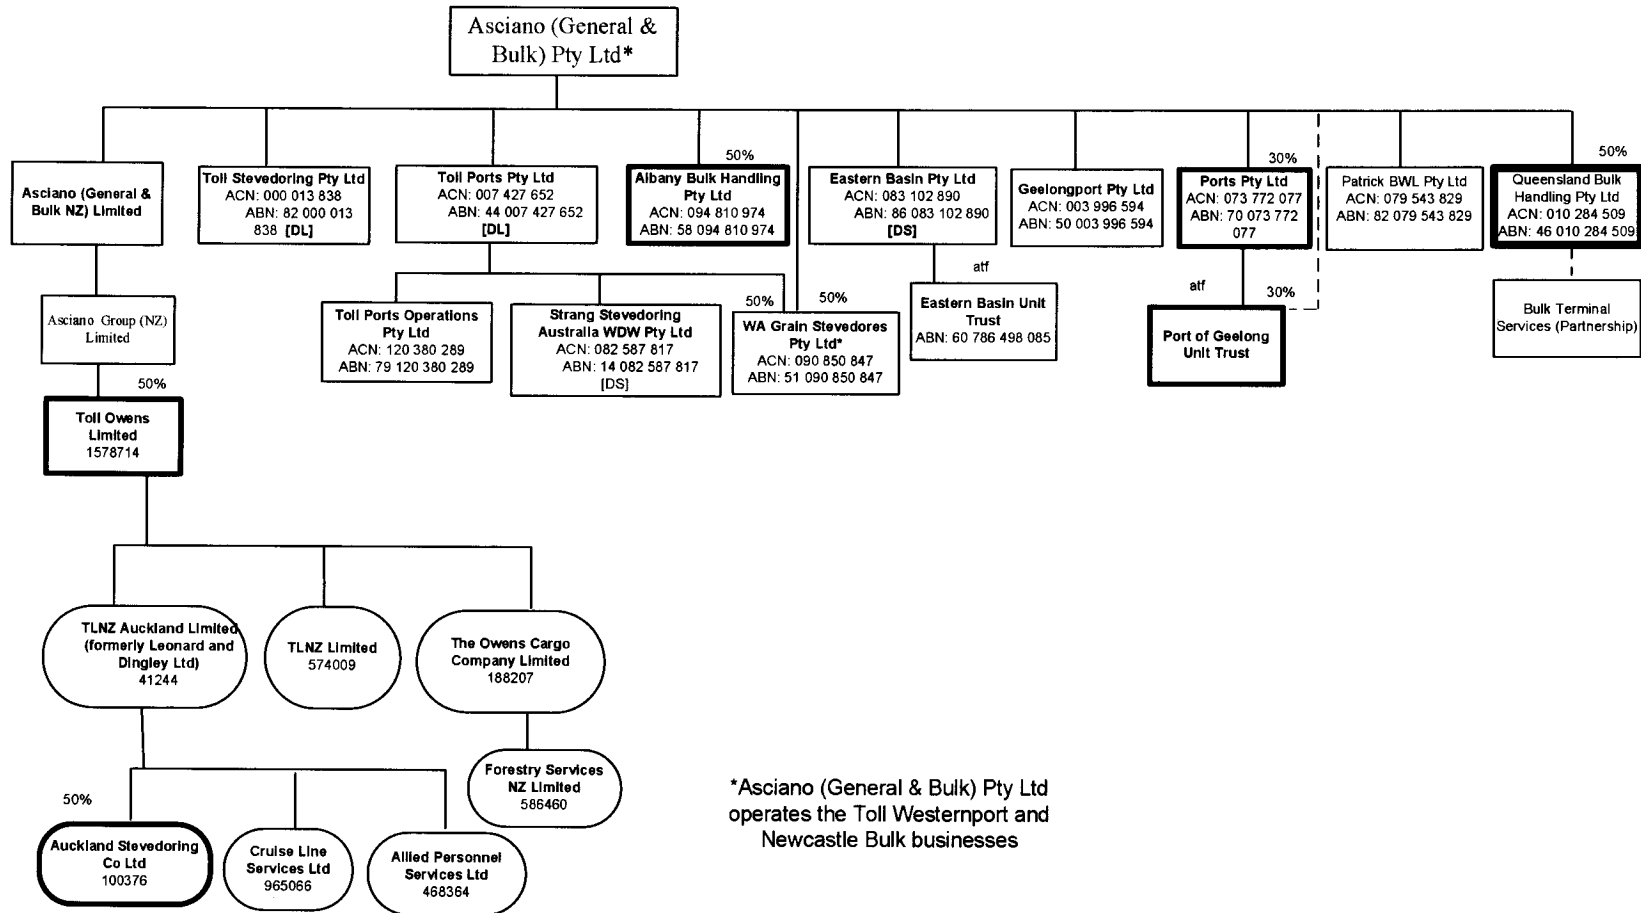 Asciano (General &
Bulk) Pty Ltd*
Asciano (General &
Bulk NZ) Limited
Toll Stevedoring Pty Ltd
ACN: 000 013 838
ABN: 82 000 013
838 [DL]
Toll Ports Pty Ltd
ACN: 007 427 652
ABN: 44 007 427 652
[DL]
50%
Albany Bulk Handling
Pty Ltd
ACN: 094 810 974
ABN: 58 094 810 974
Eastern Basin Pty Ltd
ACN: 083 102 890
ABN: 86 083 102 890
[DS]
Geelongport Pty Ltd
ACN: 003 996 594
ABN: 50 003 996 594
30%
Ports Pty Ltd
ACN: 073 772 077
ABN: 70 073 772
077
Patrick BWL Pty Ltd
ACN: 079 543 829
ABN: 82 079 543 829
50%
Queensland Bulk
Handling Pty Ltd
ACN: 010 284 509
ABN: 46 010 284 509
Asciano Group (NZ)
Limited
Toll Ports Operations
Pty Ltd
ACN: 120 380 289
ABN: 79 120 380 289
Strang Stevedoring
Australia WDW Pty Ltd
ACN: 082 587 817
ABN: 14 082 587 817
[DS]
50%
50%
WA Grain Stevedores
Pty Ltd*
ACN: 090 850 847
ABN: 51 090 850 847
atf
Eastern Basin Unit
Trust
ABN: 60 786 498 085
atf
30%
Port of Geelong
Unit Trust
Bulk Terminal
Services (Partnership)
50%
Toll Owens
Limited
1578714
TLNZ Auckland Limited
(formerly Leonard and
Dingley Ltd)
41244
TLNZ Limited
574009
The Owens Cargo
Company Limited
188207
Forestry Services
NZ Limited
586460
50%
Auckland Stevedoring
Co Ltd
100376
Cruise Line
Services Ltd
965066
Allied Personnel
Services Ltd
468364
*Asciano (General & Bulk) Pty Ltd
operates the Toll Westernport and
Newcastle Bulk businesses